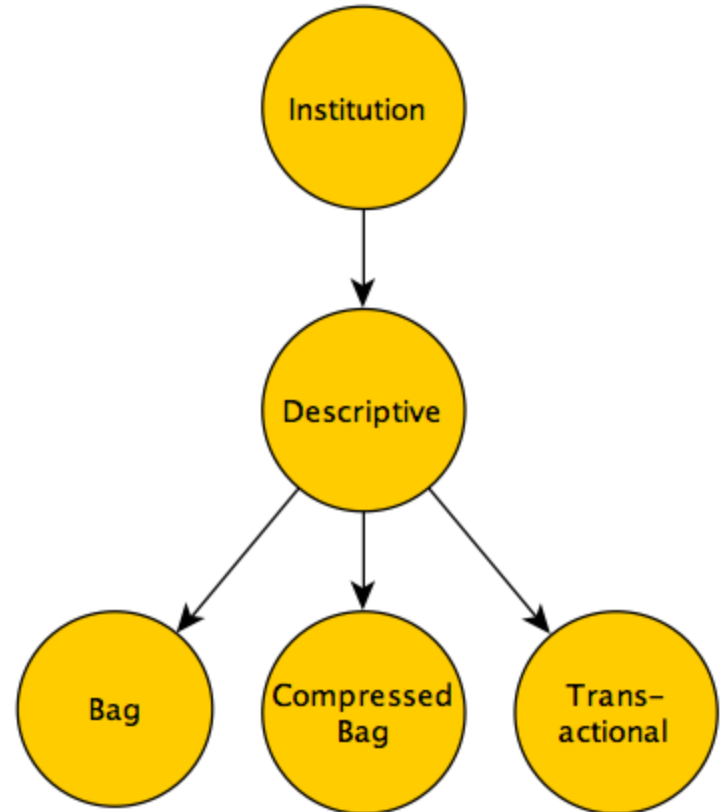 Institution
Descriptive
Bag
Compressed
Bag
Trans-
actional